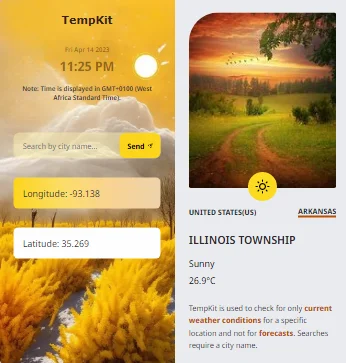 TempKit
Fri Apr 14 2023
11:25 PM
Note: Time is displayed in GMT+0100 (West
Africa Standard Time).
Search by city name...
Send
Longitude: -93.138
Latitude: 35.269
UNITED STATES(US)
ARKANSAS
ILLINOIS TOWNSHIP
Sunny
26.9°C
TempKit is used to check for only current
weather conditions for a specific
location and not for forecasts. Searches
require a city name.